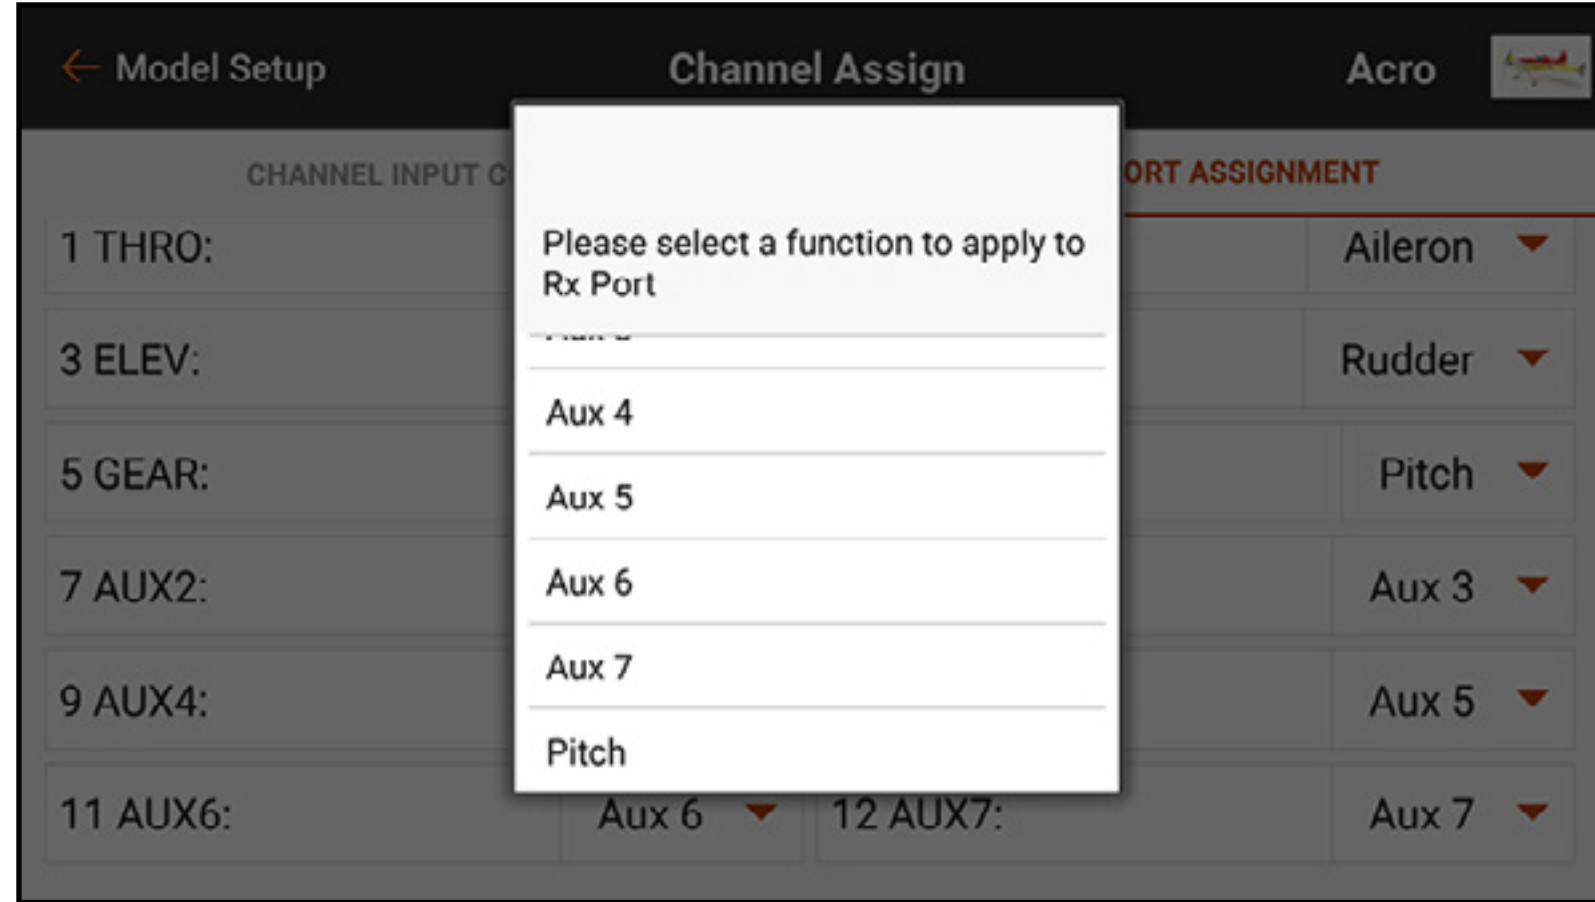 Model Setup
Channel Assign
Acro
CHANNEL INPUT C
ORT ASSIGNMENT
1 THRO:
Aileron
3 ELEV:
Rudder
5 GEAR:
Pitch
7 AUX2:
Aux 3
9 AUX4:
Aux 5
11 AUX6:
Aux 6
12 AUX7:
Aux 7
Please select a function to apply to
Rx Port
Aux 4
Aux 5
Aux 6
Aux 7
Pitch